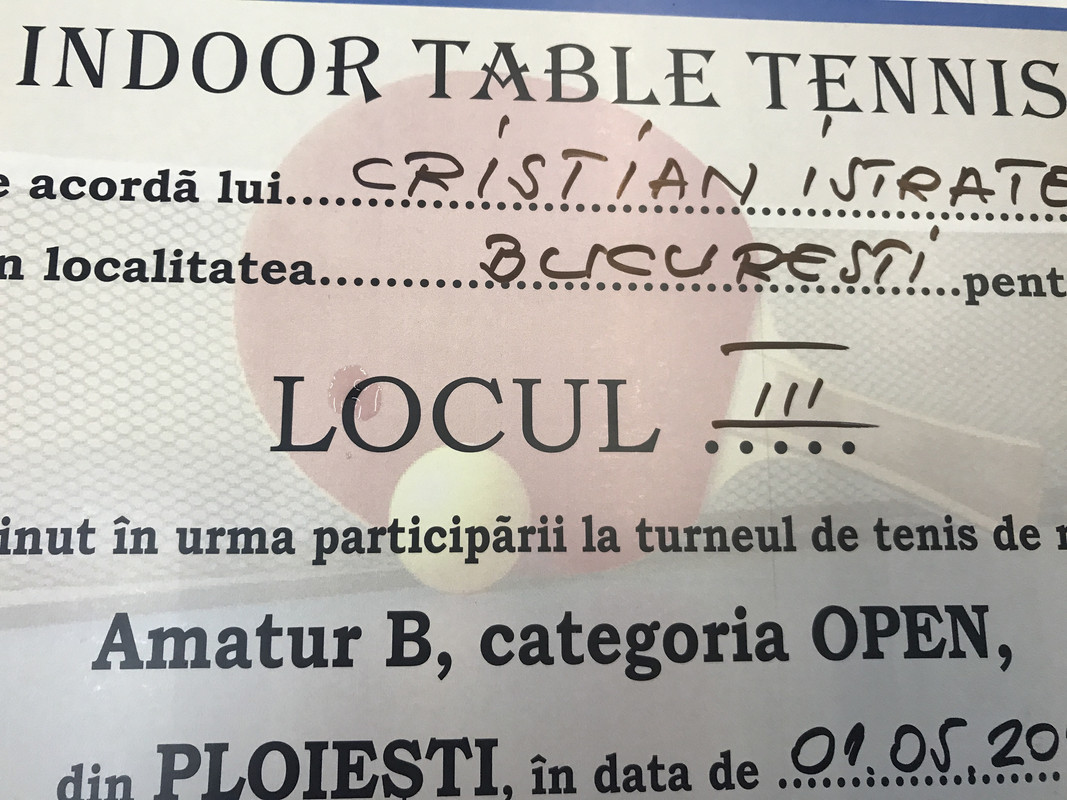 INDOOR TABLE TENNIS
e acordă lui....................CRISTIAN ISTRATE
n localitatea....................BUCURESTI...pent
LOCUL III
inut în urma participării la turneul de tenis de
Amatur B, categoria OPEN,
din PLOIEȘTI, în data de 01.05.20